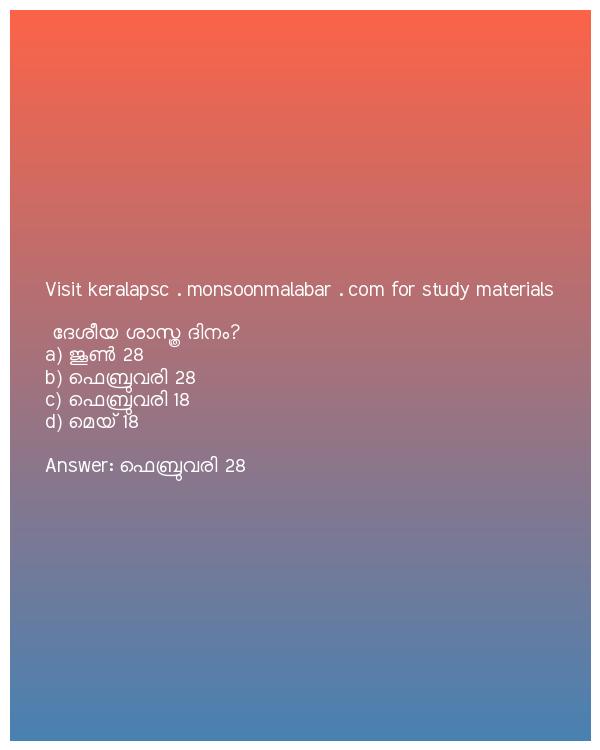 Visit keralapsc . monsoonmalabar . com for study materials
ദേശീയ ശാസ്ത്ര ദിനം?
a) ജൂൺ 28
b) ഫെബ്രുവരി 28
c) ഫെബ്രുവരി 18
d) മെയ് 18
Answer: ഫെബ്രുവരി 28